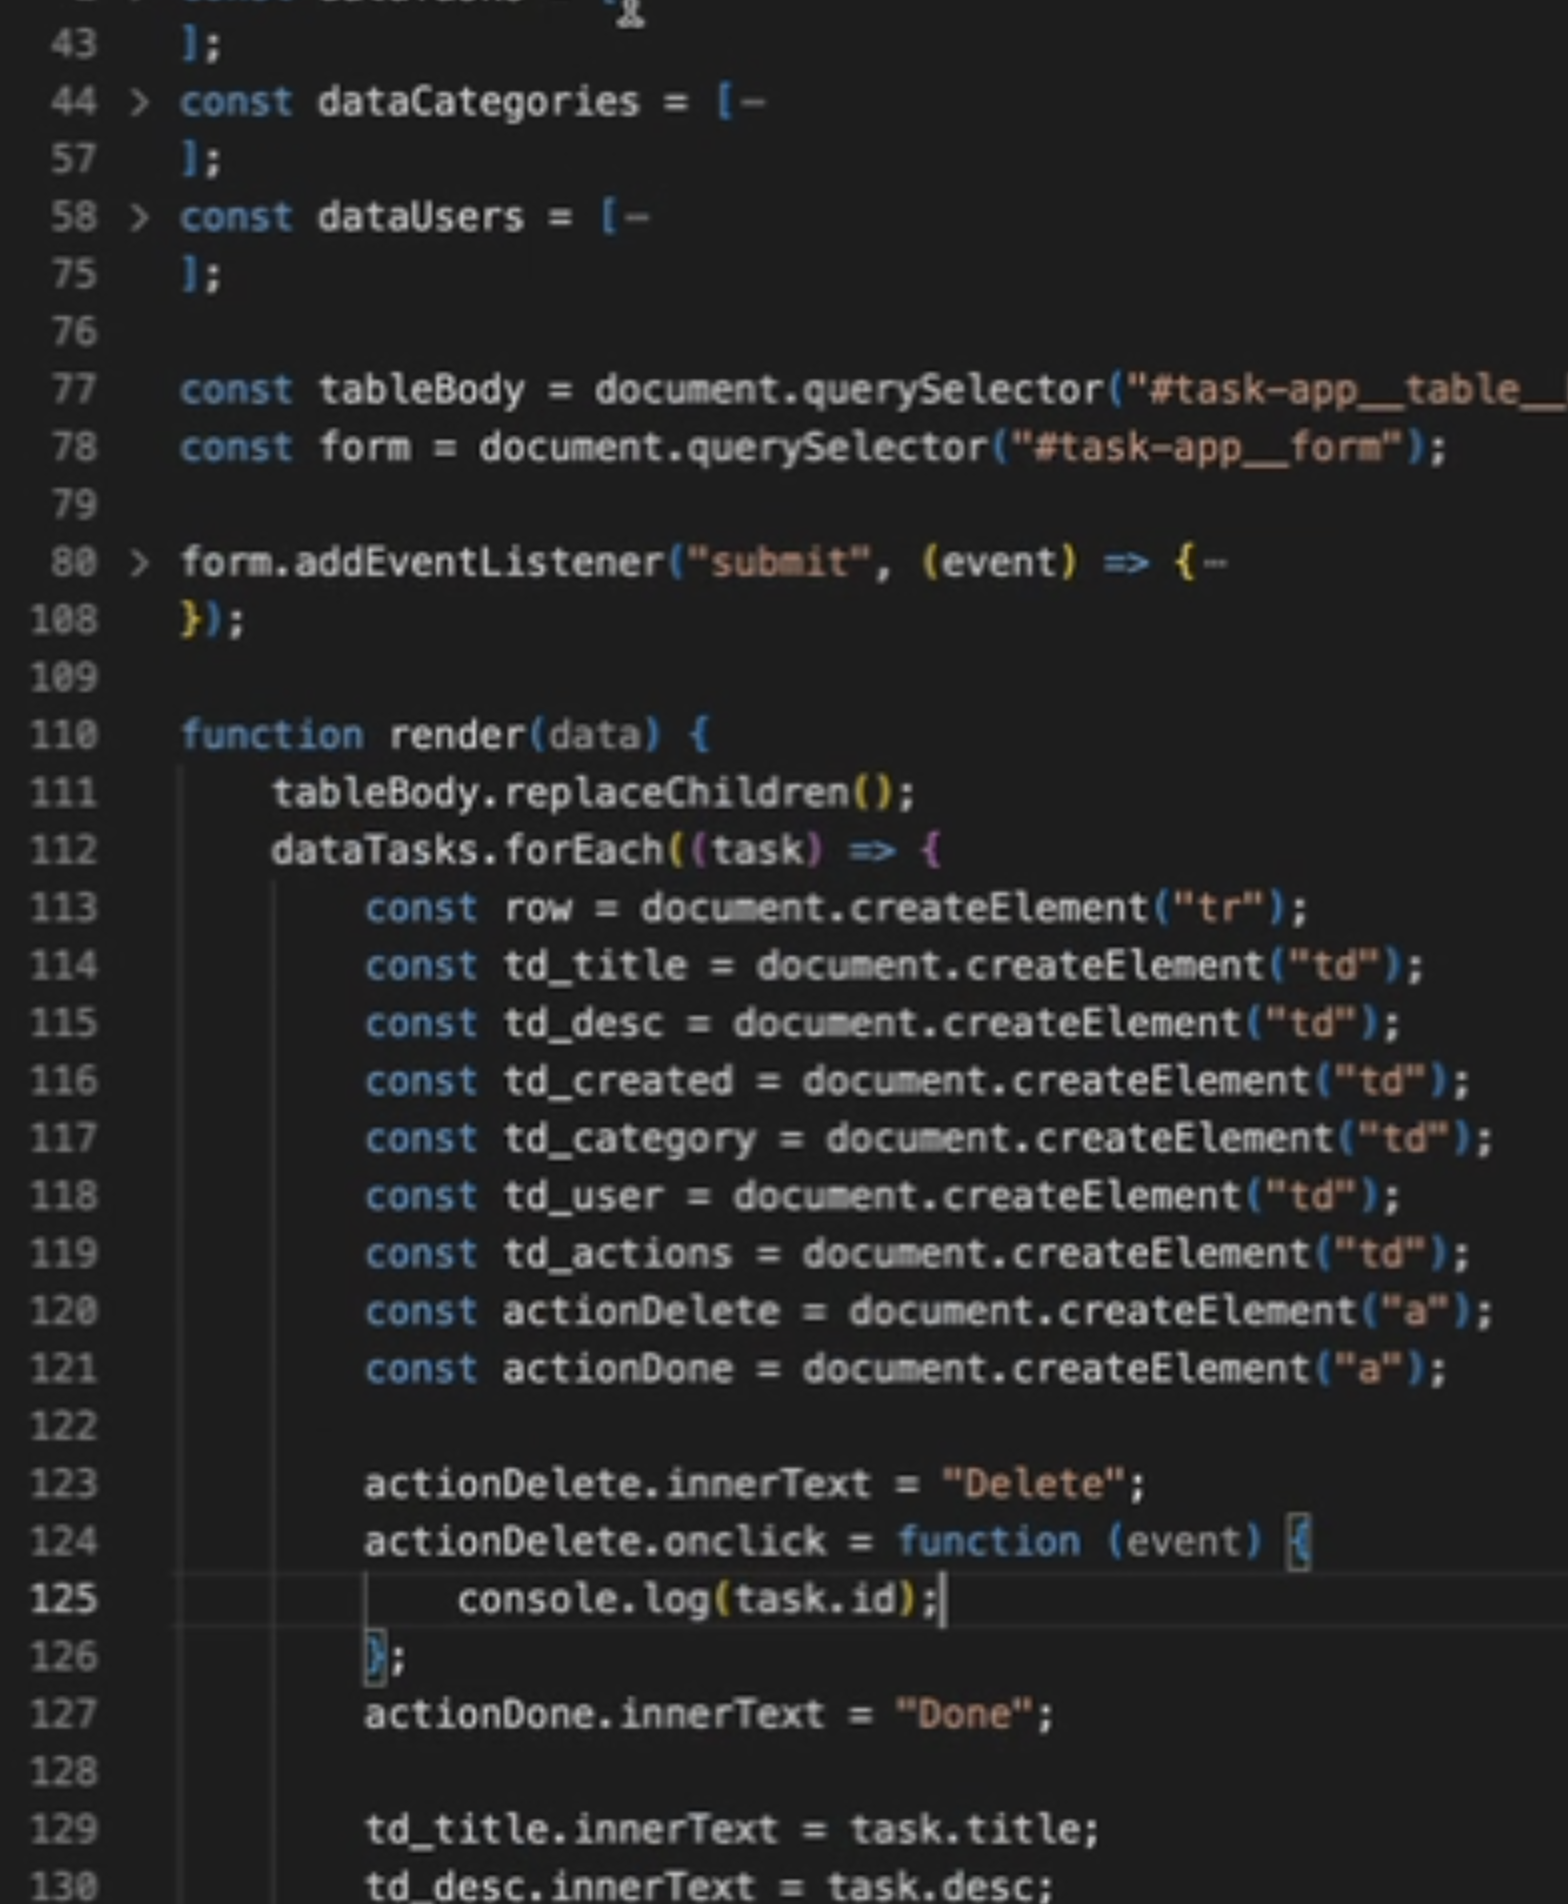 43 ];
44 > const dataCategories = [–
57 ];
58 > const dataUsers = [–
75 ];
76
77 const tableBody = document.querySelector("#task-app__table__
78 const form = document.querySelector("#task-app__form");
79
80 > form.addEventListener("submit", (event) => {–
108 });
109
110 function render(data) {
111 tableBody.replaceChildren();
112 dataTasks.forEach((task) => {
113 const row = document.createElement("tr");
114 const td_title = document.createElement("td");
115 const td_desc = document.createElement("td");
116 const td_created = document.createElement("td");
117 const td_category = document.createElement("td");
118 const td_user = document.createElement("td");
119 const td_actions = document.createElement("td");
120 const actionDelete = document.createElement("a");
121 const actionDone = document.createElement("a");
122
123 actionDelete.innerText = "Delete";
124 actionDelete.onclick = function (event) {
125 console.log(task.id);
126 };
127 actionDone.innerText = "Done";
128
129 td_title.innerText = task.title;
130 td_desc.innerText = task.desc;